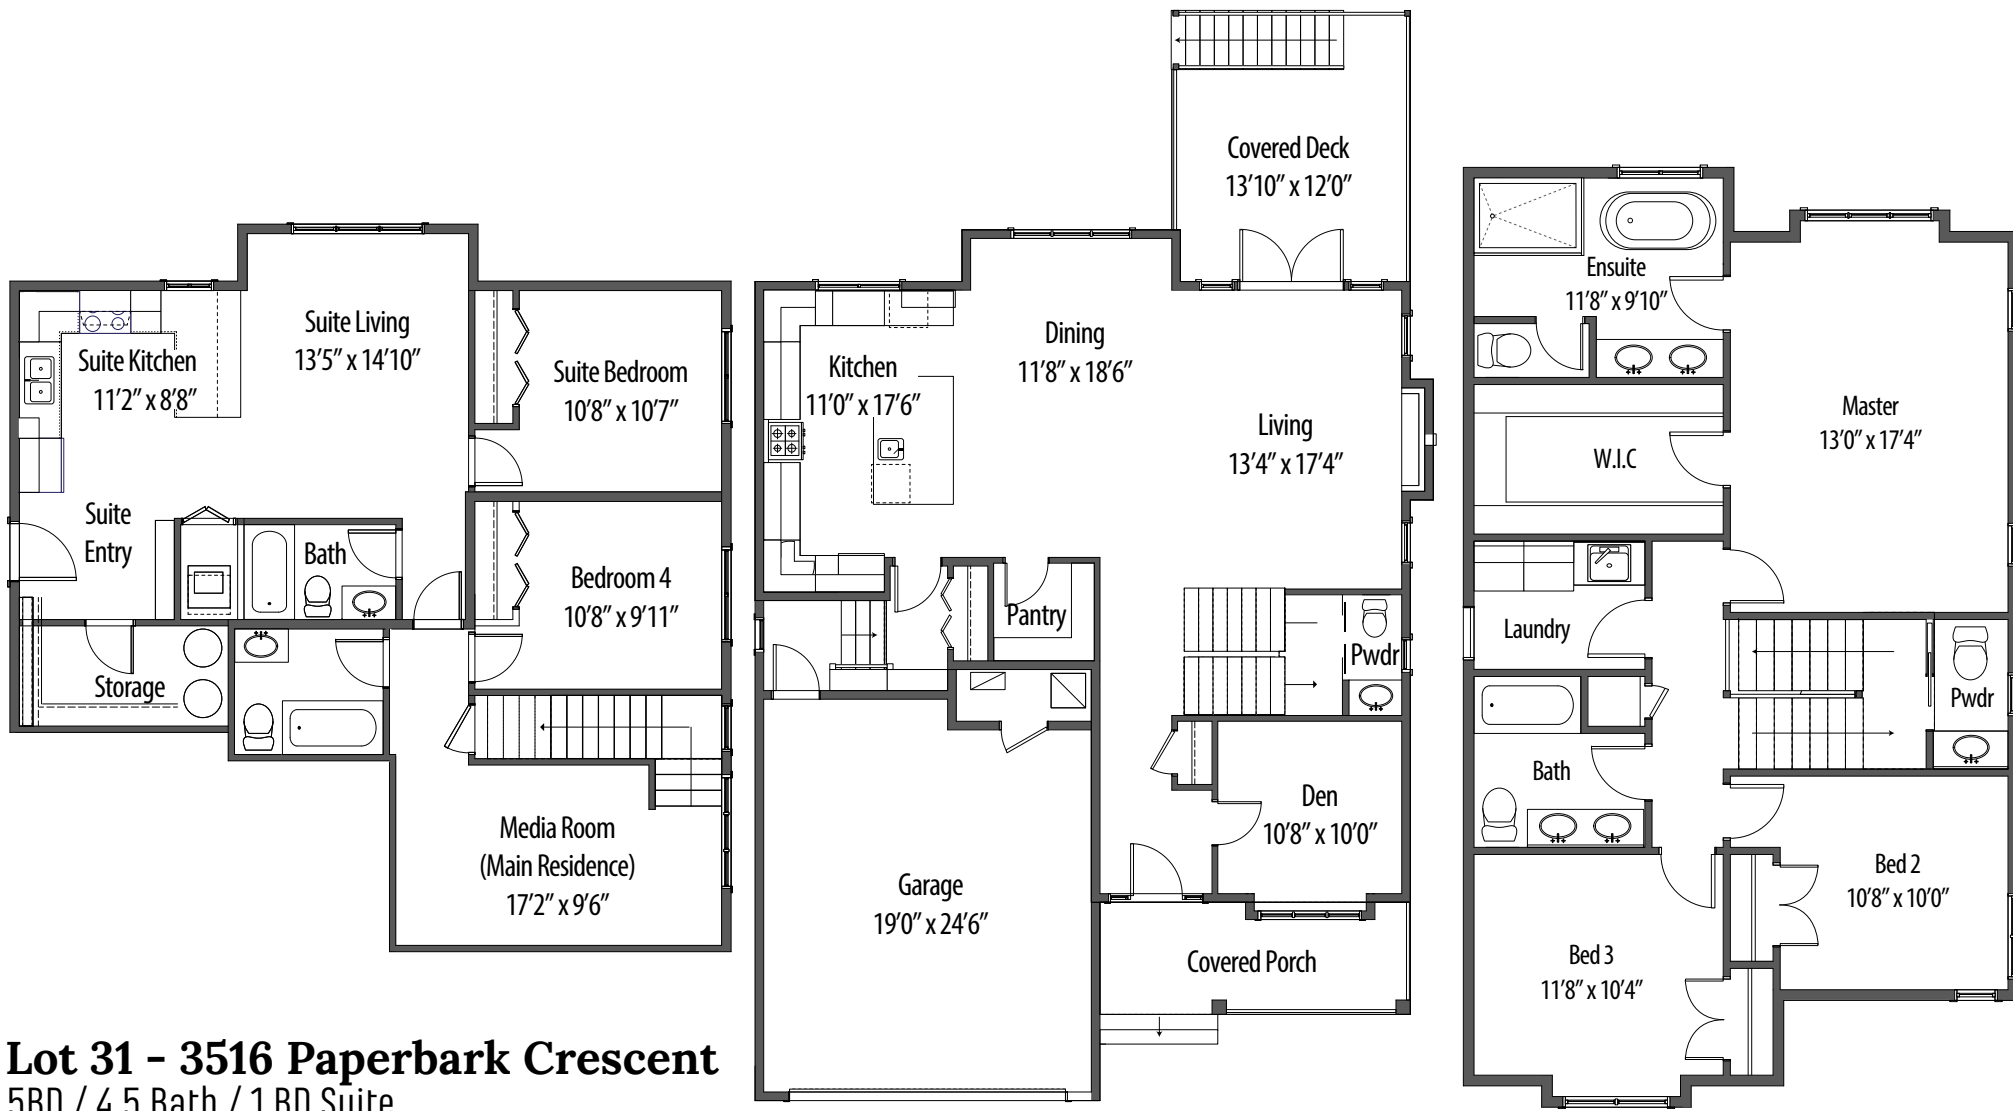 Suite Kitchen
11'2" x 8'8"
Suite Living
13'5" x 14'10"
Suite Bedroom
10'8" x 10'7"
Suite
Entry
Bath
Bedroom 4
10'8" x 9'11"
Storage
Media Room
(Main Residence)
17'2" x 9'6"
Covered Deck
13'10" x 12'0"
Kitchen
11'0" x 17'6"
Dining
11'8" x 18'6"
Living
13'4" x 17'4"
Pantry
Pwdr
Den
10'8" x 10'0"
Garage
19'0" x 24'6"
Covered Porch
Ensuite
11'8" x 9'10"
Master
13'0" x 17'4"
W.I.C
Laundry
Pwdr
Bath
Bed 2
10'8" x 10'0"
Bed 3
11'8" x 10'4"
Lot 31 - 3516 Paperbark Crescent
5BD / 4.5 Bath / 1 BD Suite